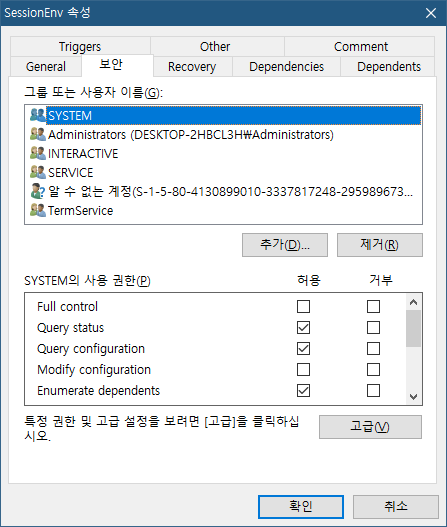 SessionEnv 속성
Triggers Other Comment
General 보안 Recovery Dependencies Dependents
그룹 또는 사용자 이름(G):
SYSTEM
Administrators (DESKTOP-2HBCL3H₩Administrators)
INTERACTIVE
SERVICE
알 수 없는 계정(S-1-5-80-4130899010-3337817248-295989673...
TermService
추가(D)... 제거(R)
SYSTEM의 사용 권한(P) 허용 거부
Full control
Query status
Query configuration
Modify configuration
Enumerate dependents
특정 권한 및 고급 설정을 보려면 [고급]을 클릭하십
시오.
고급(V)
확인 취소